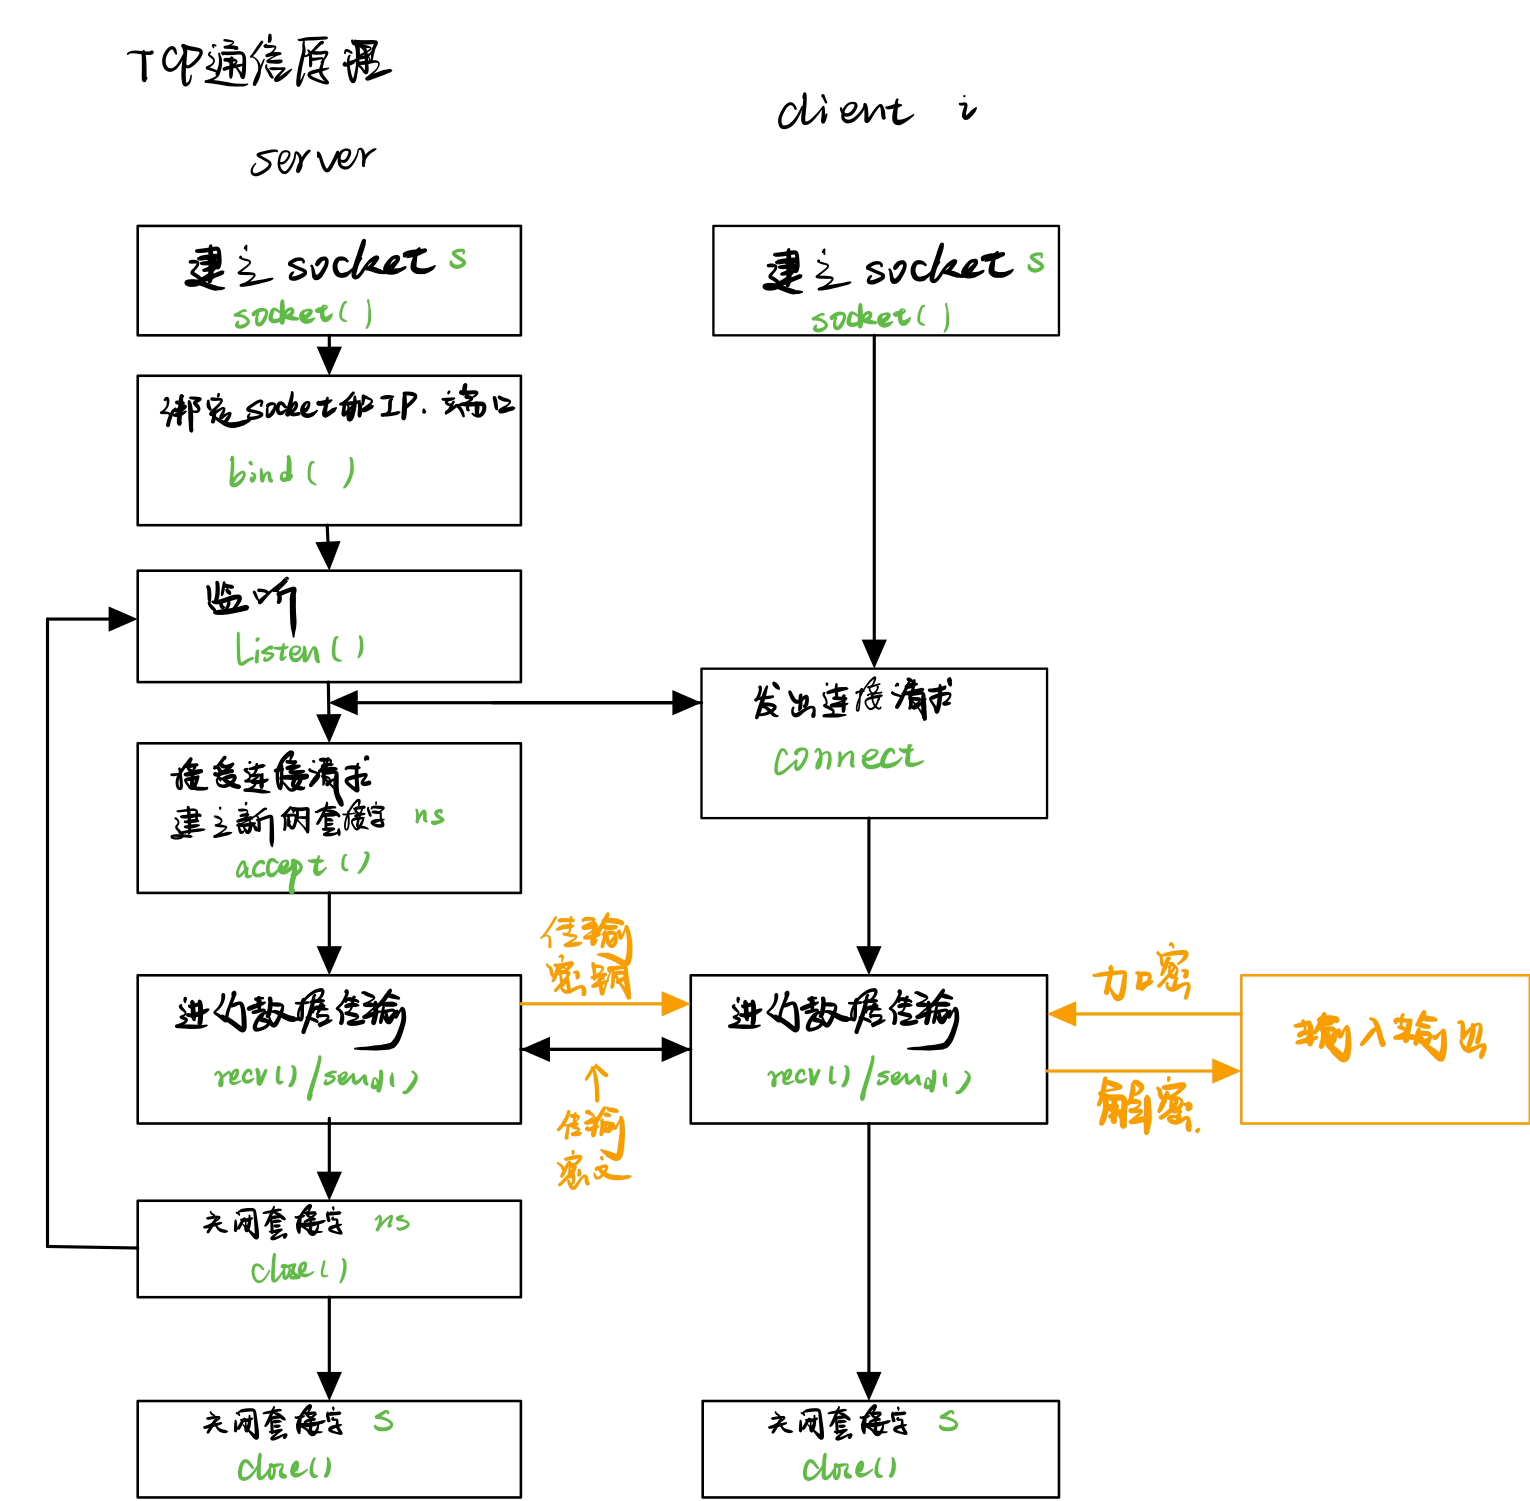 TCP通信原理
server
client i
建立socket s
socket()
建立socket s
socket()
绑定socket和IP、端口
bind( )
监听
Listen()
发出连接请求
connect
接受连接请求
建立新的套接字 ns
accept()
传输
密钥
进行数据传输
recv()/send()
进行数据传输
recv()/send()
加密
解密
输入输出
传输
密文
关闭套接字 ns
close()
关闭套接字 s
close()
关闭套接字 s
close()